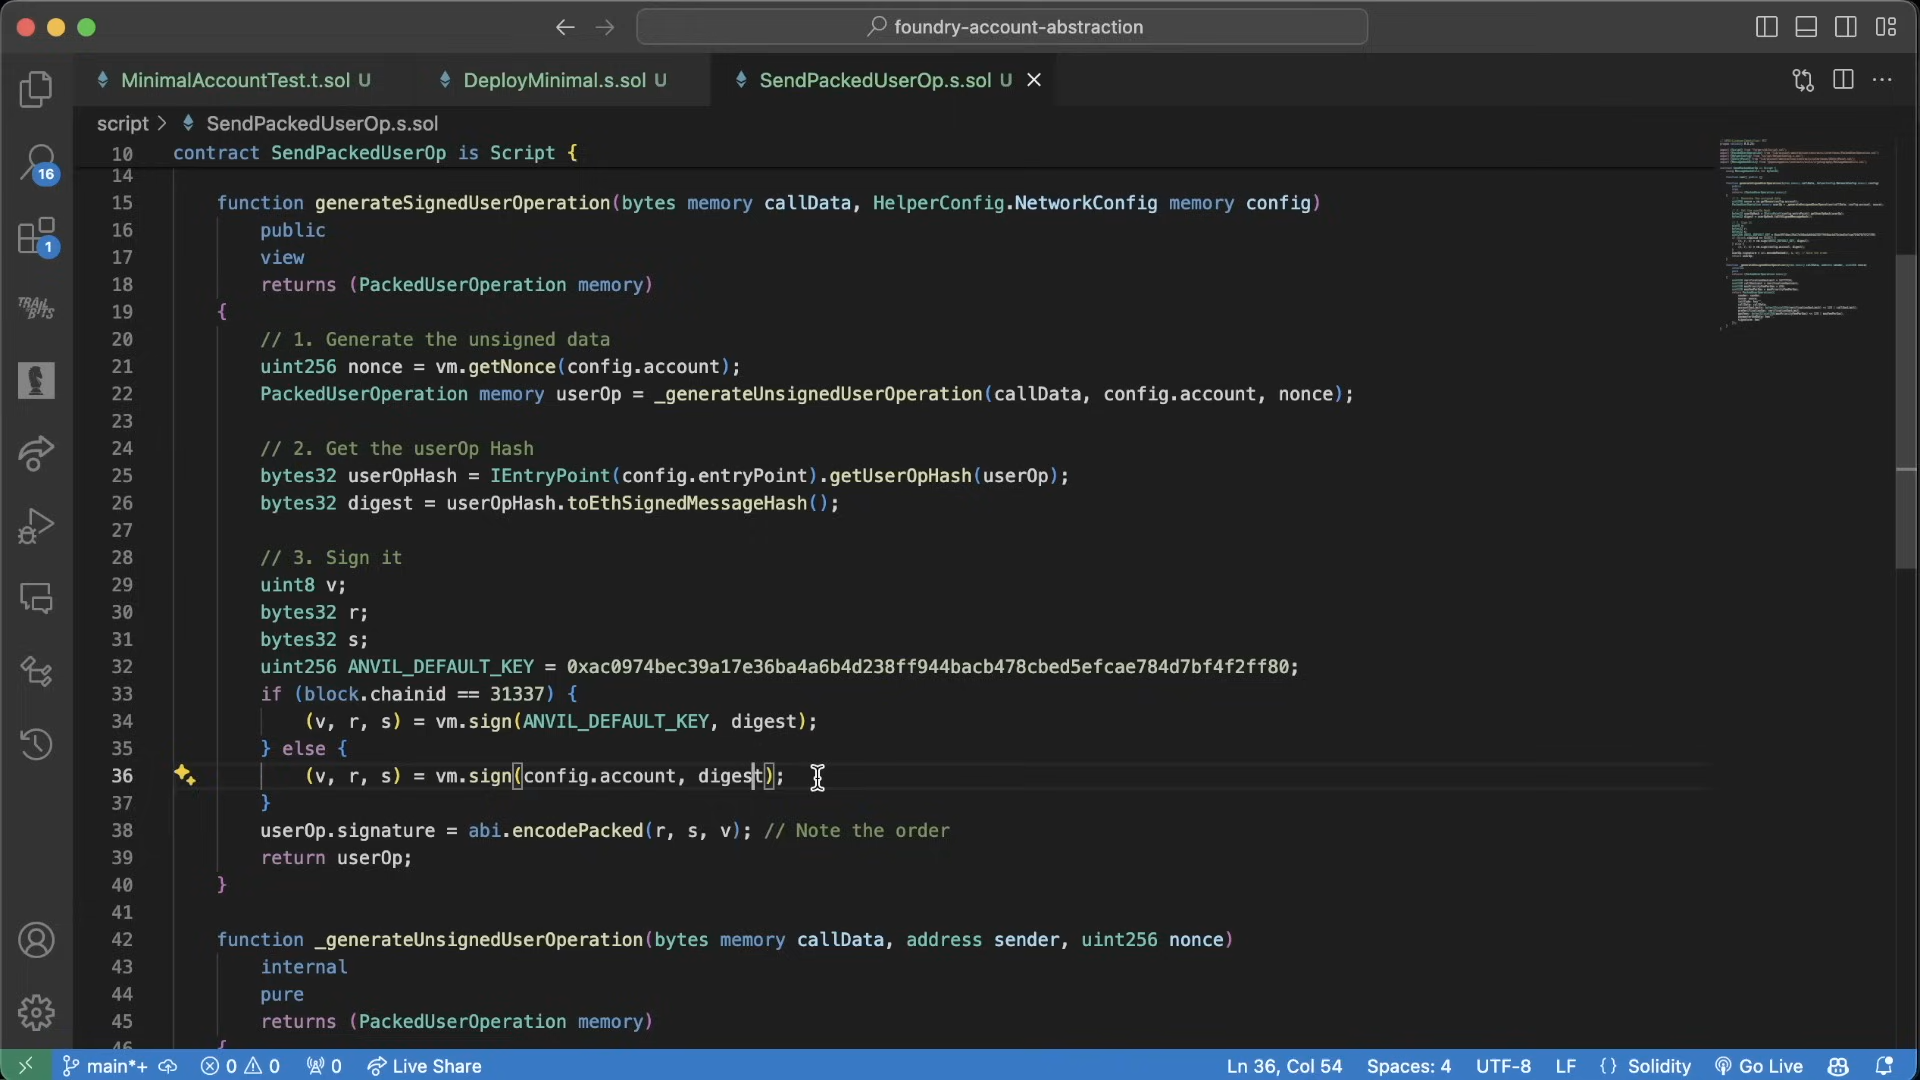 foundry-account-abstraction
MinimalAccountTest.t.sol U
DeployMinimal.s.sol U
SendPackedUserOp.s.sol U
script > SendPackedUserOp.s.sol
10 contract SendPackedUserOp is Script {
14
15 function generateSignedUserOperation(bytes memory callData, HelperConfig.NetworkConfig memory config)
16 public
17 view
18 returns (PackedUserOperation memory)
19 {
20 // 1. Generate the unsigned data
21 uint256 nonce = vm.getNonce(config.account);
22 PackedUserOperation memory userOp = _generateUnsignedUserOperation(callData, config.account, nonce);
23
24 // 2. Get the userOp Hash
25 bytes32 userOpHash = IEntryPoint(config.entryPoint).getUserOpHash(userOp);
26 bytes32 digest = userOpHash.toEthSignedMessageHash();
27
28 // 3. Sign it
29 uint8 v;
30 bytes32 r;
31 bytes32 s;
32 uint256 ANVIL_DEFAULT_KEY = 0xac0974bec39a17e36ba4a6b4d238ff944bacb478cbed5efcae784d7bf4f2ff80;
33 if (block.chainid == 31337) {
34 (v, r, s) = vm.sign(ANVIL_DEFAULT_KEY, digest);
35 } else {
36 (v, r, s) = vm.sign(config.account, digest);
37 }
38 userOp.signature = abi.encodePacked(r, s, v); // Note the order
39 return userOp;
40 }
41
42 function _generateUnsignedUserOperation(bytes memory callData, address sender, uint256 nonce)
43 internal
44 pure
45 returns (PackedUserOperation memory)
46 {
16
1
TRAIL OF BITS
main*+ 0 0 0 Live Share Ln 36, Col 54 Spaces: 4 UTF-8 LF {} Solidity Go Live